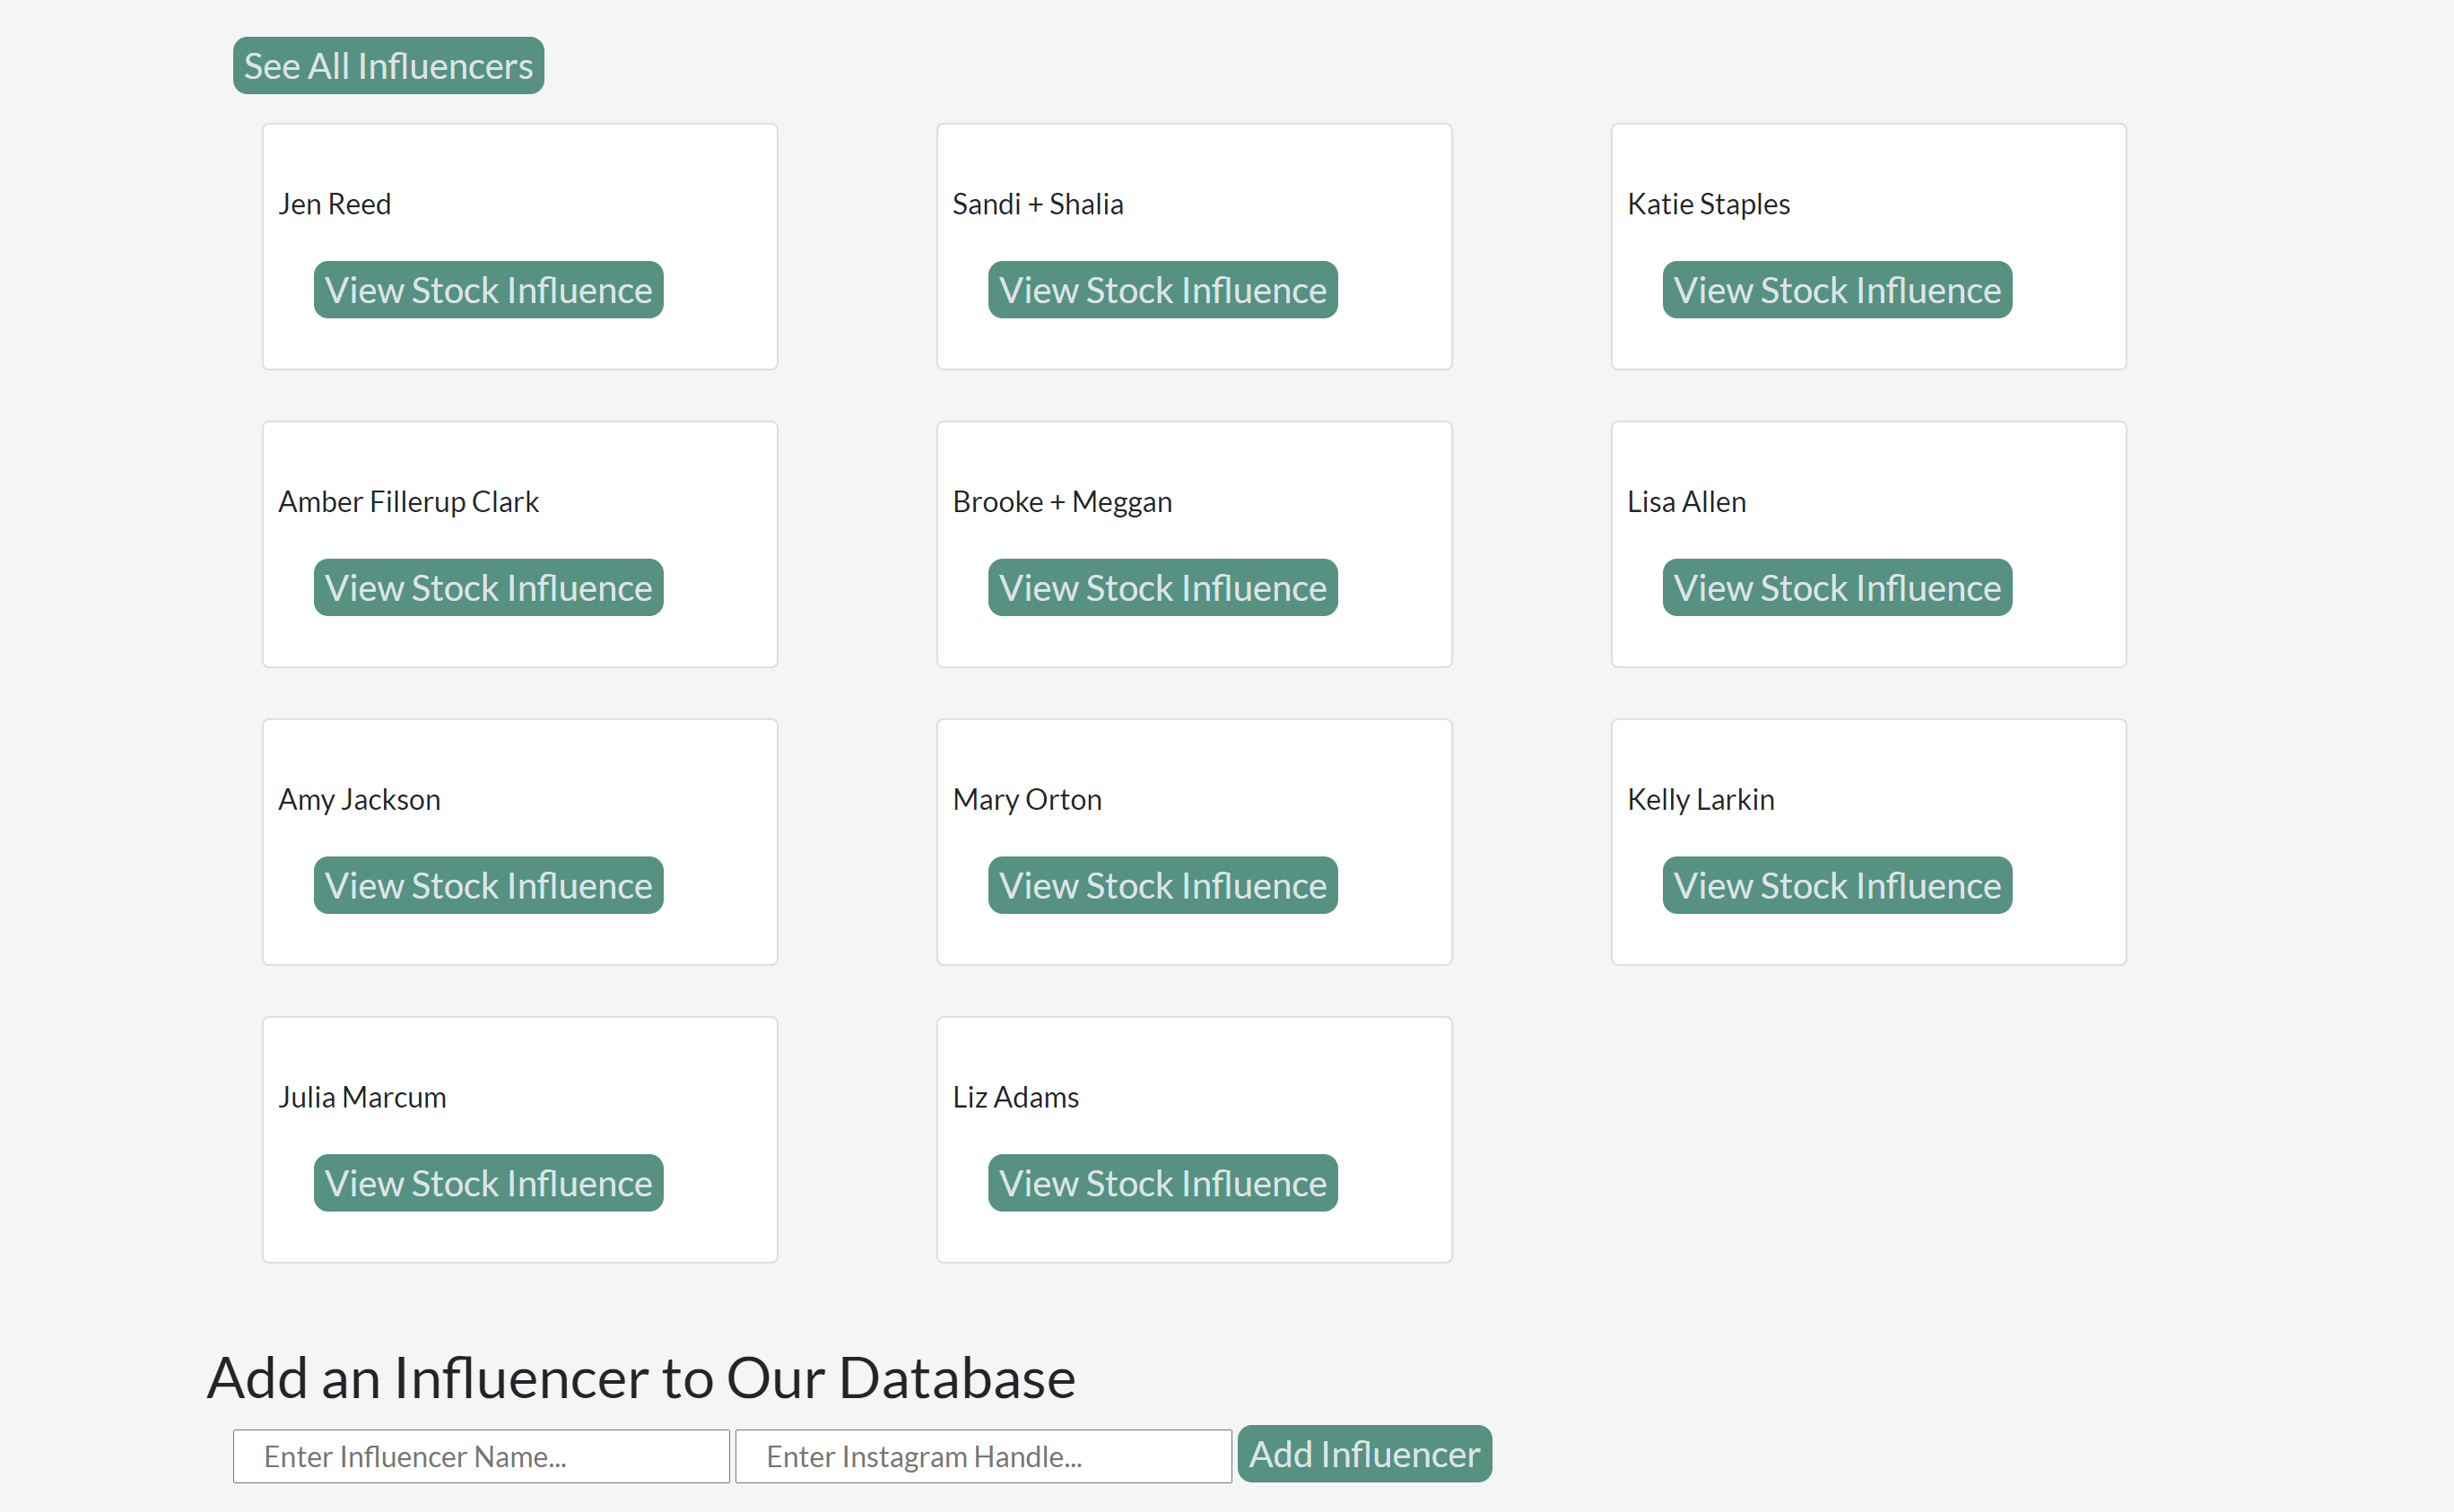 See All Influencers
Jen Reed
View Stock Influence
Sandi + Shalia
View Stock Influence
Katie Staples
View Stock Influence
Amber Fillerup Clark
View Stock Influence
Brooke + Meggan
View Stock Influence
Lisa Allen
View Stock Influence
Amy Jackson
View Stock Influence
Mary Orton
View Stock Influence
Kelly Larkin
View Stock Influence
Julia Marcum
View Stock Influence
Liz Adams
View Stock Influence
Add an Influencer to Our Database
Enter Influencer Name...
Enter Instagram Handle...
Add Influencer